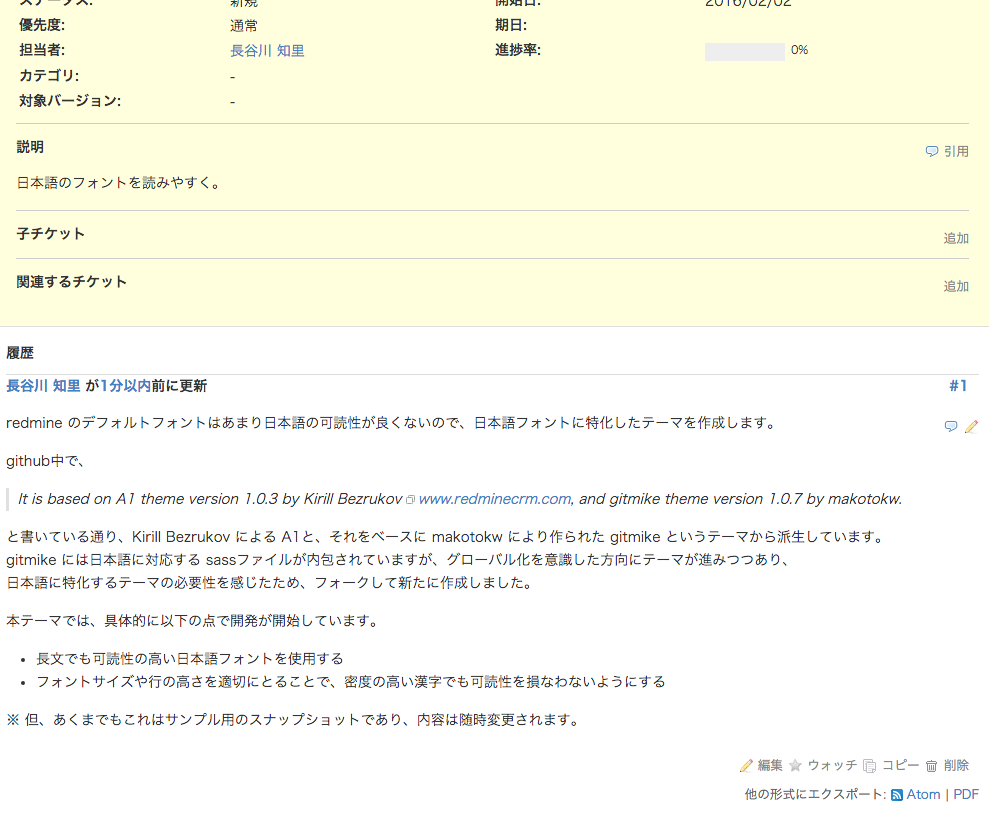 ステータス: 新規 開始日: 2016/02/02
優先度: 通常 期日:
担当者: 長谷川 知里 進捗率: 0%
カテゴリ: -
対象バージョン: -
説明 引用
日本語のフォントを読みやすく。
子チケット 追加
関連するチケット 追加
履歴
長谷川 知里 が1分以内前に更新 #1
redmine のデフォルトフォントはあまり日本語の可読性が良くないので、日本語フォントに特化したテーマを作成します。
github中で、
It is based on A1 theme version 1.0.3 by Kirill Bezrukov www.redminecrm.com, and gitmike theme version 1.0.7 by makotokw.
と書いている通り、Kirill Bezrukov による A1と、それをベースに makotokw により作られた gitmike というテーマから派生しています。
gitmike には日本語に対応する sassファイルが内包されていますが、グローバル化を意識した方向にテーマが進みつつあり、
日本語に特化するテーマの必要性を感じたため、フォークして新たに作成しました。
本テーマでは、具体的に以下の点で開発が開始しています。
• 長文でも可読性の高い日本語フォントを使用する
• フォントサイズや行の高さを適切にとることで、密度の高い漢字でも可読性を損なわないようにする
※ 但、あくまでもこれはサンプル用のスナップショットであり、内容は随時変更されます。
編集 ウォッチ コピー 削除
他の形式にエクスポート: Atom | PDF